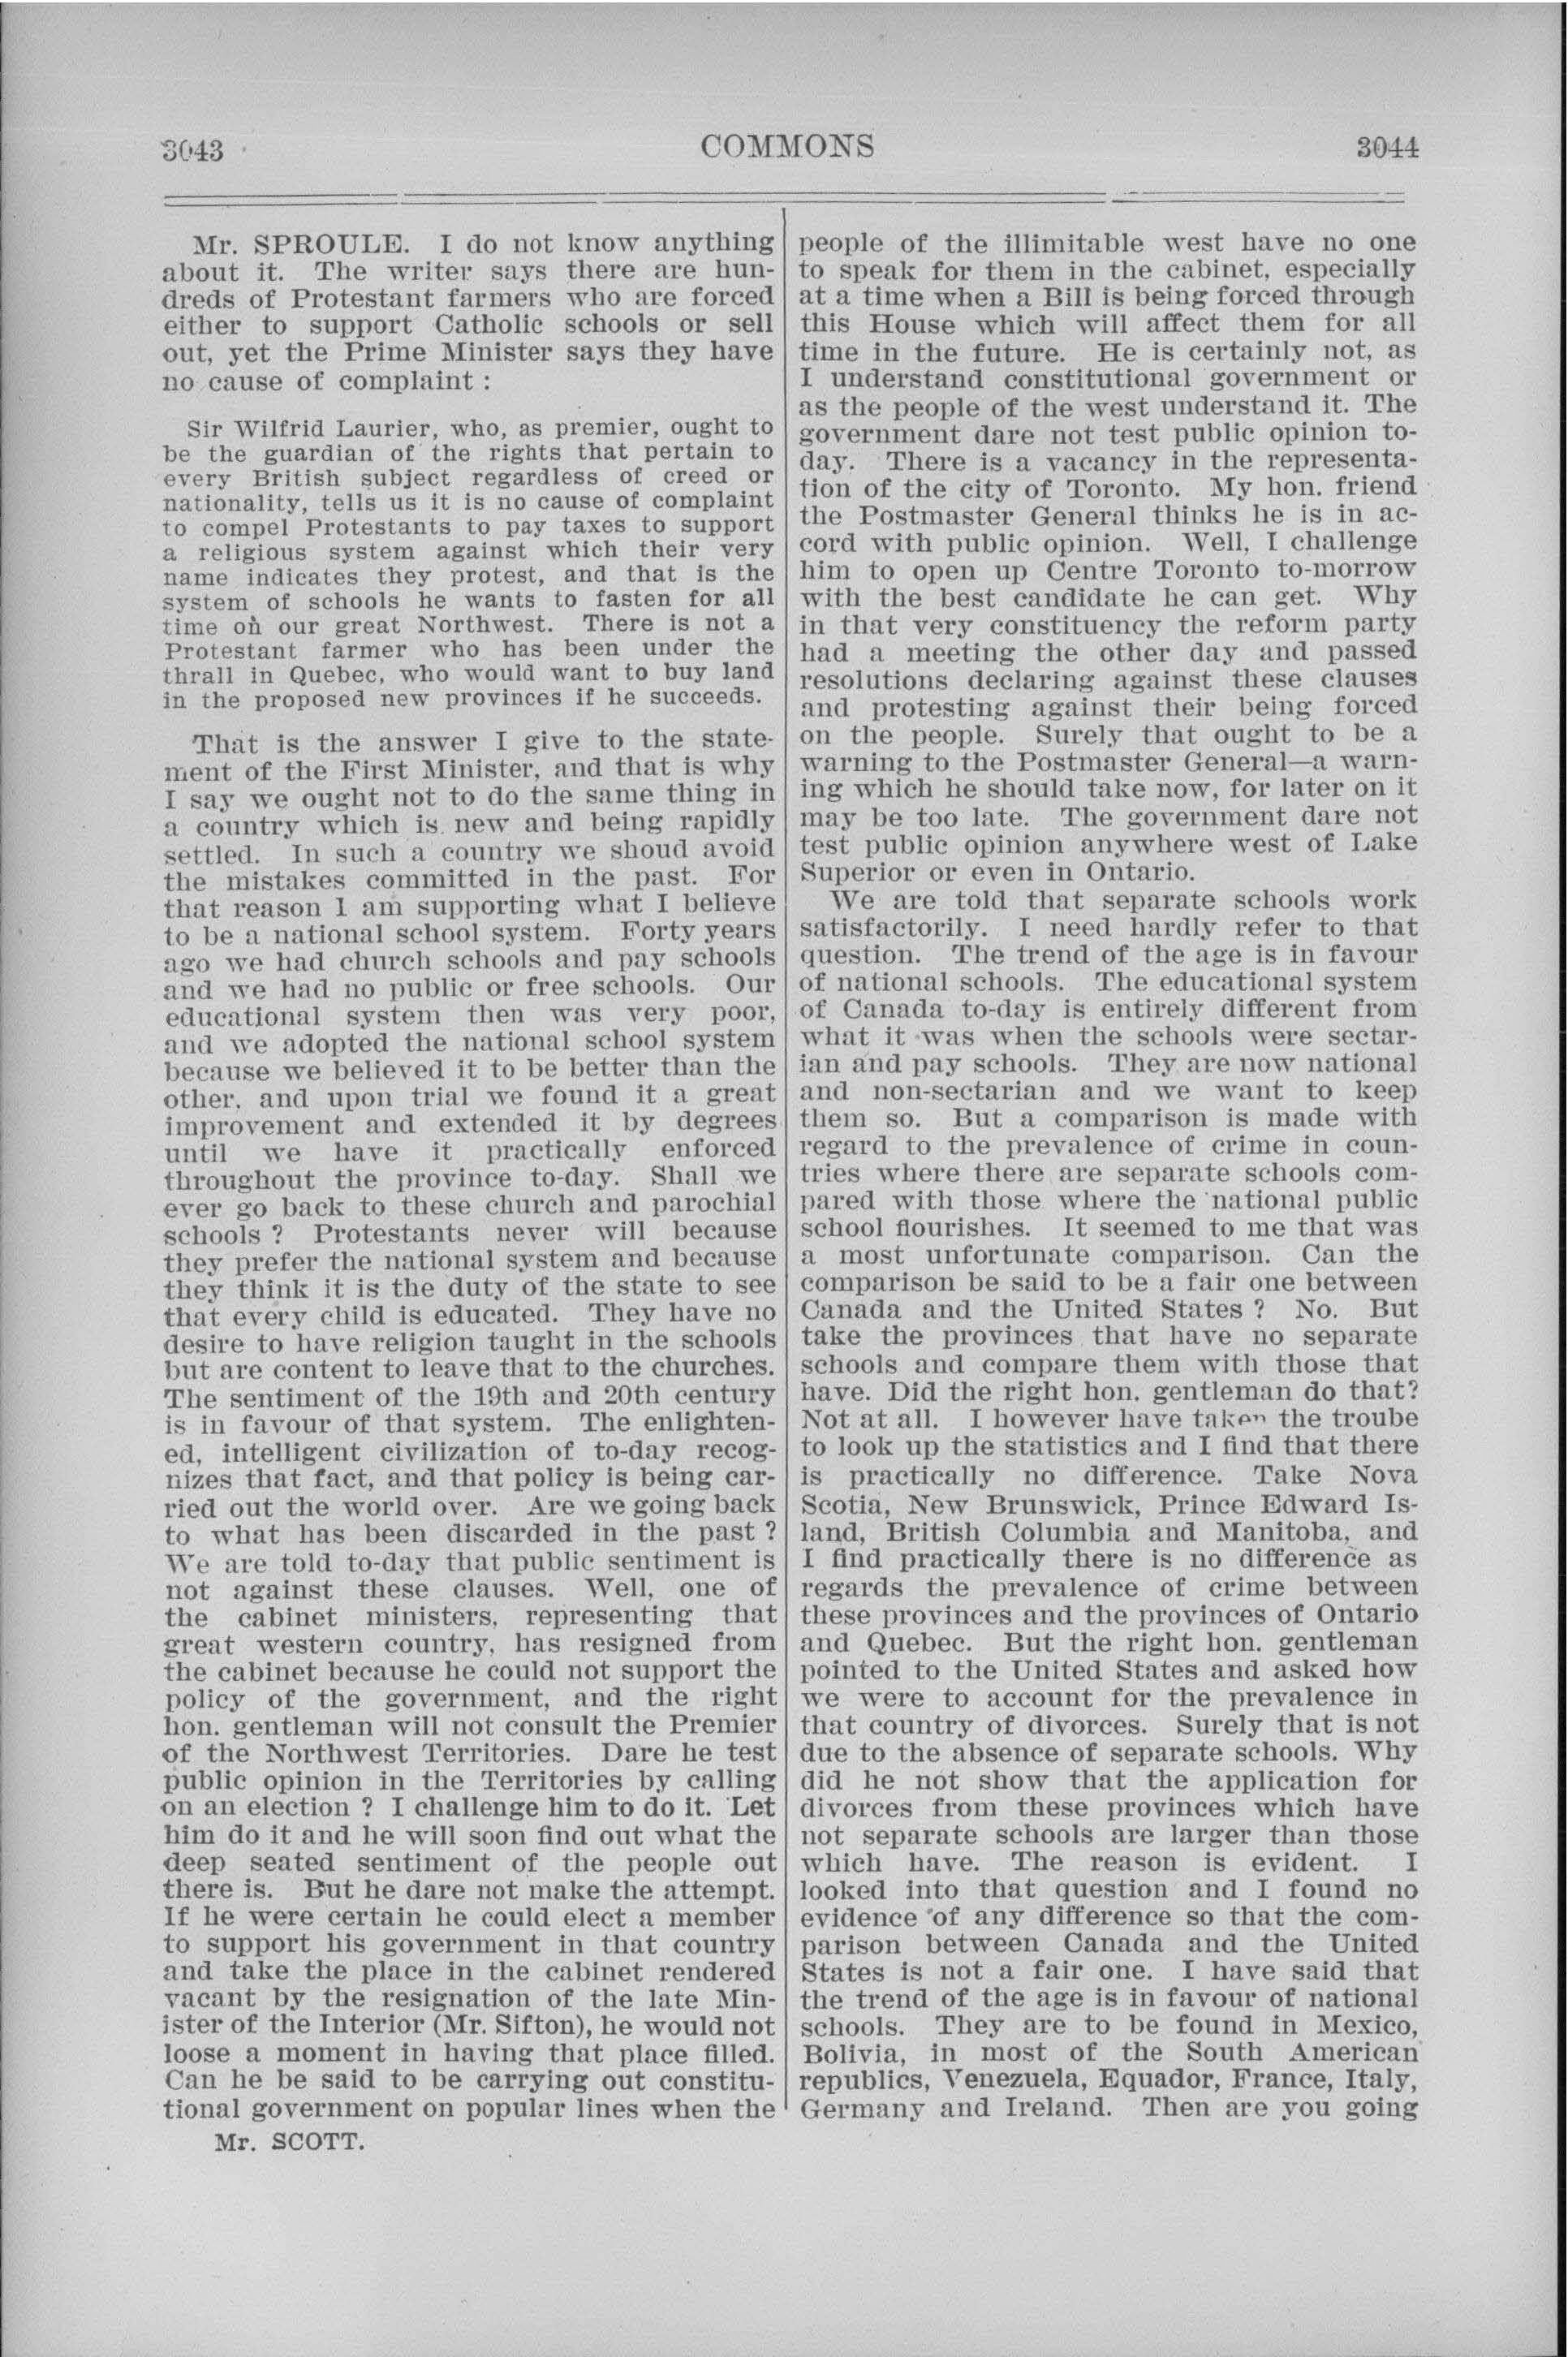 3043
COMMONS
3044
Mr. SPROULE. I do not know anything
about it. The writer says there are hun-
dreds of Protestant farmers who are forced
either to support Catholic schools or sell
out, yet the Prime Minister says they have
no cause of complaint :
Sir Wilfrid Laurier, who, as premier, ought to
be the guardian of the rights that pertain to
every British subject regardless of creed or
nationality, tells us it is no cause of complaint
to compel Protestants to pay taxes to support
a religious system against which their very
name indicates they protest, and that is the
system of schools he wants to fasten for all
time on our great Northwest. There is not a
Protestant farmer who has been under the
thrall in Quebec, who would want to buy land
in the proposed new provinces if he succeeds.
That is the answer I give to the state-
ment of the First Minister, and that is why
I say we ought not to do the same thing in
a country which is new and being rapidly
settled. In such a country we shoud avoid
the mistakes committed in the past. For
that reason I am supporting what I believe
to be a national school system. Forty years
ago we had church schools and pay schools
and we had no public or free schools. Our
educational system then was very poor,
and we adopted the national school system
because we believed it to be better than the
other, and upon trial we found it a great
improvement and extended it by degrees
until we have it practically enforced
throughout the province to-day. Shall we
ever go back to these church and parochial
schools ? Protestants never will because
they prefer the national system and because
they think it is the duty of the state to see
that every child is educated. They have no
desire to have religion taught in the schools
but are content to leave that to the churches.
The sentiment of the 19th and 20th century
is in favour of that system. The enlighten-
ed, intelligent civilization of to-day recog-
nizes that fact, and that policy is being car-
ried out the world over. Are we going back
to what has been discarded in the past ?
We are told to-day that public sentiment is
not against these clauses. Well, one of
the cabinet ministers, representing that
great western country, has resigned from
the cabinet because he could not support the
policy of the government, and the right
hon. gentleman will not consult the Premier
of the Northwest Territories. Dare he test
public opinion in the Territories by calling
on an election ? I challenge him to do it. Let
him do it and he will soon find out what the
deep seated sentiment of the people out
there is. But he dare not make the attempt.
If he were certain he could elect a member
to support his government in that country
and take the place in the cabinet rendered
vacant by the resignation of the late Min-
ister of the Interior (Mr. Sifton), he would not
loose a moment in having that place filled.
Can he be said to be carrying out constitu-
tional government on popular lines when the
Mr. SCOTT.
people of the illimitable west have no one
to speak for them in the cabinet, especially
at a time when a Bill is being forced through
this House which will affect them for all
time in the future. He is certainly not, as
I understand constitutional government or
as the people of the west understand it. The
government dare not test public opinion to-
day. There is a vacancy in the representa-
tion of the city of Toronto. My hon. friend
the Postmaster General thinks he is in ac-
cord with public opinion. Well, I challenge
him to open up Centre Toronto to-morrow
with the best candidate he can get. Why
in that very constituency the reform party
had a meeting the other day and passed
resolutions declaring against these clauses
and protesting against their being forced
on the people. Surely that ought to be a
warning to the Postmaster General—a warn-
ing which he should take now, for later on it
may be too late. The government dare not
test public opinion anywhere west of Lake
Superior or even in Ontario.
We are told that separate schools work
satisfactorily. I need hardly refer to that
question. The trend of the age is in favour
of national schools. The educational system
of Canada to-day is entirely different from
what it was when the schools were sectar-
ian and pay schools. They are now national
and non-sectarian and we want to keep
them so. But a comparison is made with
regard to the prevalence of crime in coun-
tries where there are separate schools com-
pared with those where the national public
school flourishes. It seemed to me that was
a most unfortunate comparison. Can the
comparison be said to be a fair one between
Canada and the United States ? No. But
take the provinces that have no separate
schools and compare them with those that
have. Did the right hon. gentleman do that?
Not at all. I however have taken the trouble
to look up the statistics and I find that there
is practically no difference. Take Nova
Scotia, New Brunswick, Prince Edward Is-
land, British Columbia and Manitoba, and
I find practically there is no difference as
regards the prevalence of crime between
these provinces and the provinces of Ontario
and Quebec. But the right hon. gentleman
pointed to the United States and asked how
we were to account for the prevalence in
that country of divorces. Surely that is not
due to the absence of separate schools. Why
did he not show that the application for
divorces from these provinces which have
not separate schools are larger than those
which have. The reason is evident. I
looked into that question and I found no
evidence of any difference so that the com-
parison between Canada and the United
States is not a fair one. I have said that
the trend of the age is in favour of national
schools. They are to be found in Mexico,
Bolivia, in most of the South American
republics, Venezuela, Equador, France, Italy,
Germany and Ireland. Then are you going